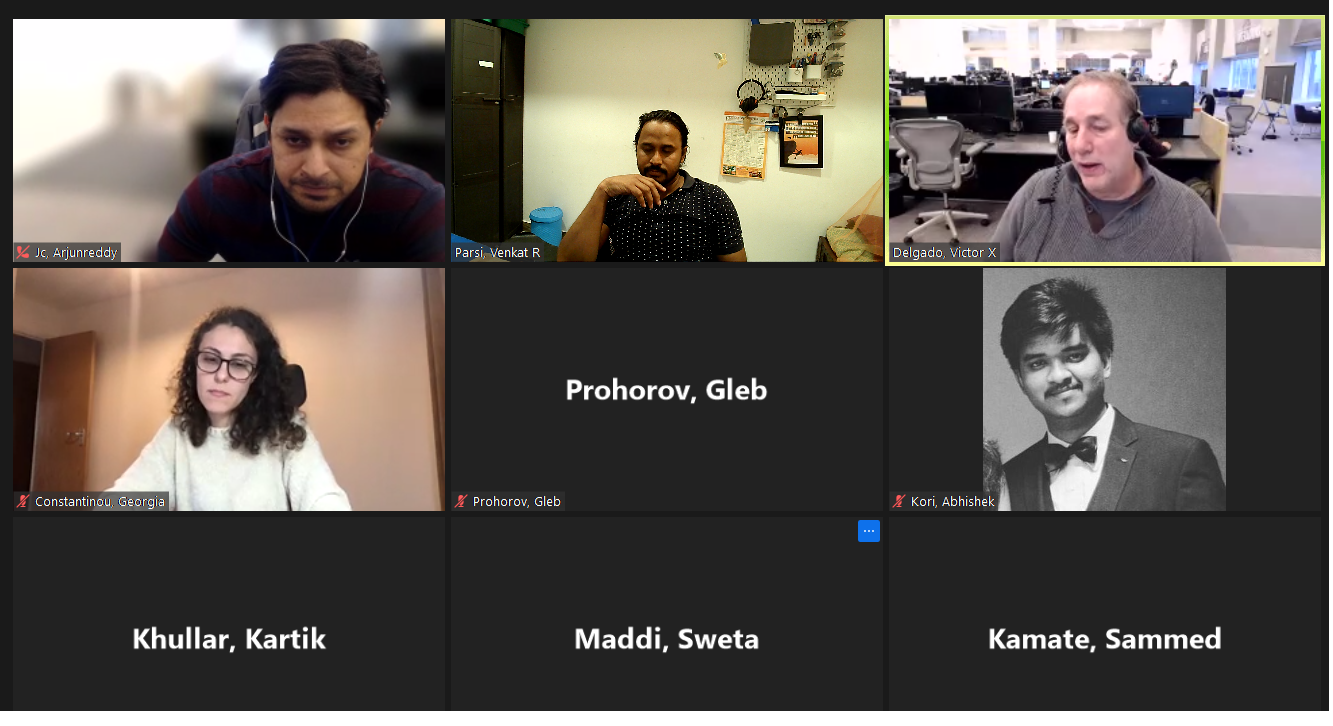 Jc, Arjunreddy
Parsi, Venkat R
Delgado, Victor X
Constantinou, Georgia
Prohorov, Gleb
Prohorov, Gleb
Kori, Abhishek
Khullar, Kartik
Maddi, Sweta
Kamate, Sammed